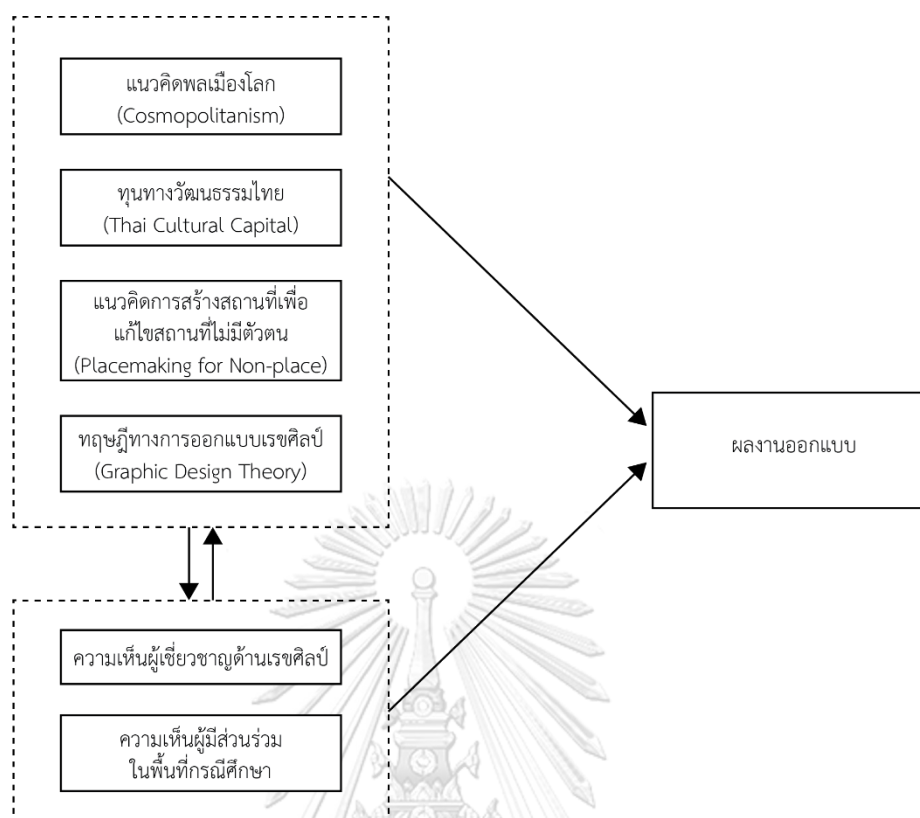 แนวคิดพลเมืองโลก
(Cosmopolitanism)
ทุนทางวัฒนธรรมไทย
(Thai Cultural Capital)
แนวคิดการสร้างสถานที่เพื่อ
แก้ไขสถานที่ไม่มีตัวตน
(Placemaking for Non-place)
ทฤษฎีทางการออกแบบเรขศิลป์
(Graphic Design Theory)
ผลงานออกแบบ
ความเห็นผู้เชี่ยวชาญด้านเรขศิลป์
ความเห็นผู้มีส่วนร่วม
ในพื้นที่กรณีศึกษา